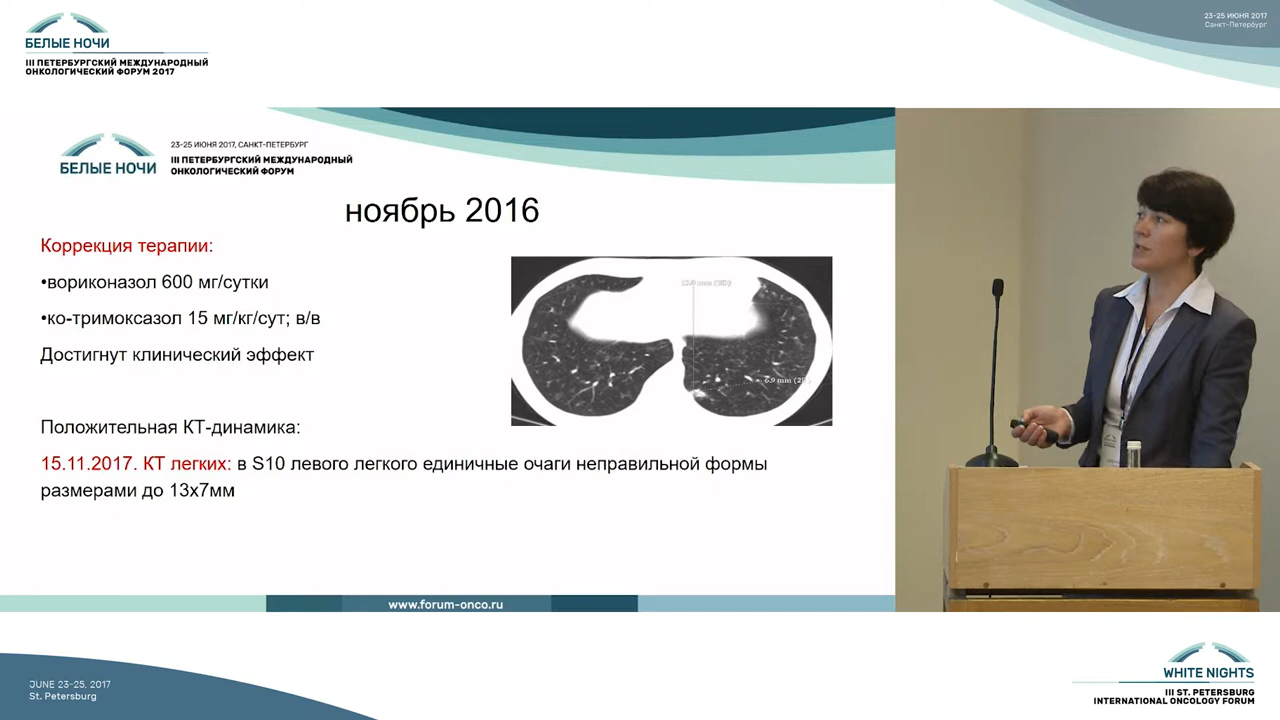 БЕЛЫЕ НОЧИ
III ПЕТЕРБУРГСКИЙ МЕЖДУНАРОДНЫЙ
ОНКОЛОГИЧЕСКИЙ ФОРУМ 2017
23-25 ИЮНЯ 2017
Санкт-Петербург
БЕЛЫЕ НОЧИ
23-25 ИЮНЯ 2017, САНКТ-ПЕТЕРБУРГ
III ПЕТЕРБУРГСКИЙ МЕЖДУНАРОДНЫЙ
ОНКОЛОГИЧЕСКИЙ ФОРУМ
ноябрь 2016
Коррекция терапии:
•вориконазол 600 мг/сутки
•ко-тримоксазол 15 мг/кг/сут; в/в
Достигнут клинический эффект
Положительная КТ-динамика:
15.11.2017. КТ легких: в S10 левого легкого единичные очаги неправильной формы
размерами до 13х7мм
www.forum-onco.ru
JUNE 23-25, 2017
St. Petersburg
WHITE NIGHTS
III ST. PETERSBURG
INTERNATIONAL ONCOLOGY FORUM